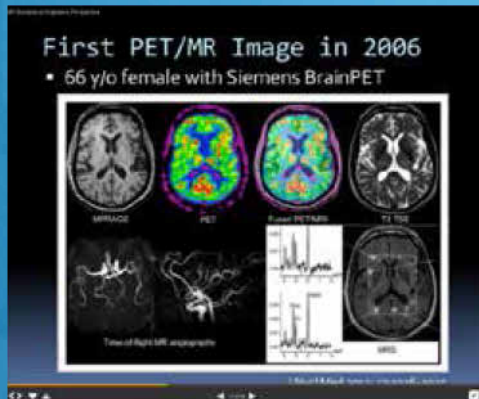 First PET/MR Image in 2006
▪ 66 y/o female with Siemens BrainPET
MPRAGE
PET
Fused PET/MRI
T2 TSE
Time of flight MR angiography
MRS